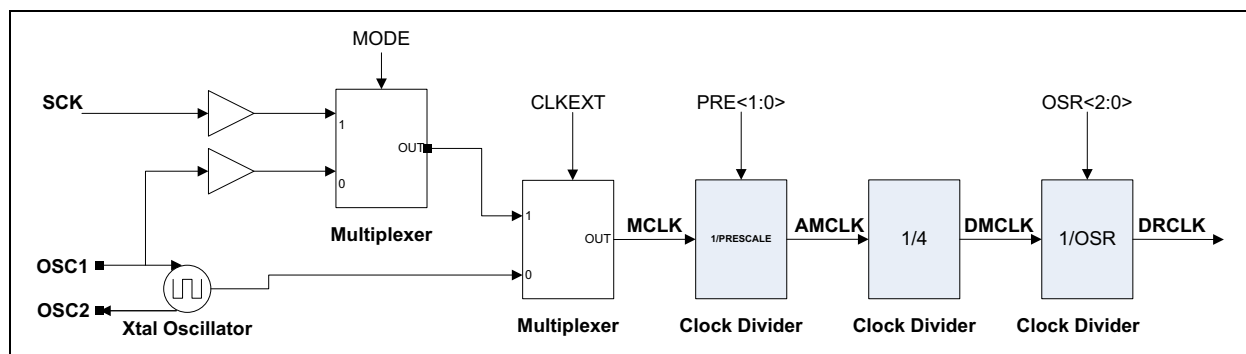 MODE
SCK
CLKEXT
PRE<1:0>
OSR<2:0>
1
OUT
0
Multiplexer
1
OUT
0
MCLK
1/PRESCALE
AMCLK
1/4
DMCLK
1/OSR
DRCLK
OSC1
OSC2
Xtal Oscillator
Multiplexer
Clock Divider
Clock Divider
Clock Divider